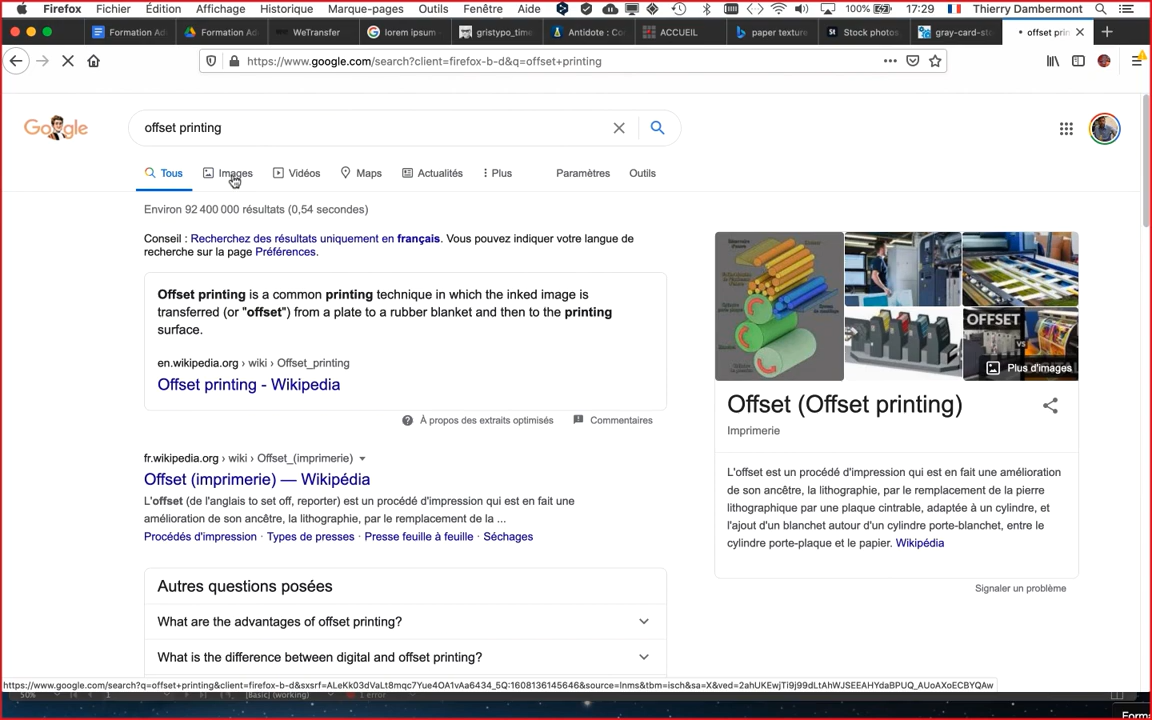 Firefox Fichier Édition Affichage Historique Marque-pages Outils Fenêtre Aide 100% 17:29 Thierry Dambermont
Formation Ad Formation Ad WeTransfer lorem ipsum gristypo_time Antidote : Co ACCUEIL paper texture Stock photos gray-card-st offset prin
https://www.google.com/search?client=firefox-b-d&q=offset+printing
Google offset printing
Tous Images Vidéos Maps Actualités Plus Paramètres Outils
Environ 92 400 000 résultats (0,54 secondes)
Conseil : Recherchez des résultats uniquement en français. Vous pouvez indiquer votre langue de
recherche sur la page Préférences.
Offset printing is a common printing technique in which the inked image is
transferred (or "offset") from a plate to a rubber blanket and then to the printing
surface.
en.wikipedia.org › wiki › Offset_printing
Offset printing - Wikipedia
À propos des extraits optimisés Commentaires
fr.wikipedia.org › wiki › Offset_(imprimerie)
Offset (imprimerie) — Wikipédia
L'offset (de l'anglais to set off, reporter) est un procédé d'impression qui est en fait une
amélioration de son ancêtre, la lithographie, par le remplacement de la ...
Procédés d'impression · Types de presses · Presse feuille à feuille · Séchages
Autres questions posées
What are the advantages of offset printing?
What is the difference between digital and offset printing?
OFFSET
VS
Plus d'images
Offset (Offset printing)
Imprimerie
L'offset est un procédé d'impression qui est en fait une amélioration
de son ancêtre, la lithographie, par le remplacement de la pierre
lithographique par une plaque cintrable, adaptée à un cylindre, et
l'ajout d'un blanchet autour d'un cylindre porte-blanchet, entre le
cylindre porte-plaque et le papier. Wikipédia
Signaler un problème
https://www.google.com/search?q=offset+printing&client=firefox-b-d&sxsrf=ALeKk03dVaLt8mqc7Yue4OA1vAa6434_5Q:1608136145646&source=lnms&tbm=isch&sa=X&ved=2ahUKEwjTi9j99dLtAhWJSEEAHYdaBPUQ_AUoAXoECBYQAw
50% 1 [Basic] (working) 1 error
Form